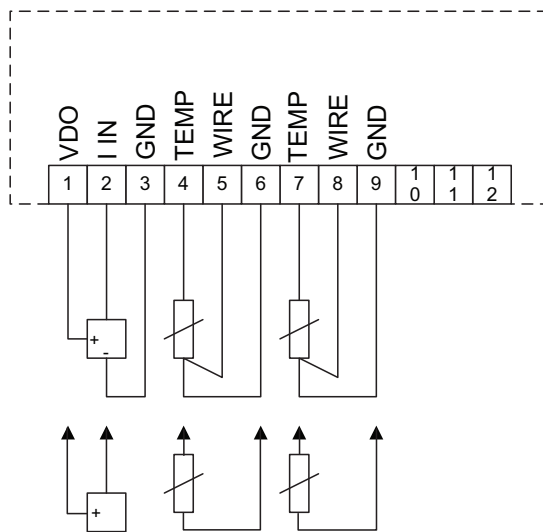 VDO
I IN
GND
TEMP
WIRE
GND
TEMP
WIRE
GND
1 2 3 4 5 6 7 8 9 10 11 12
+
-
+